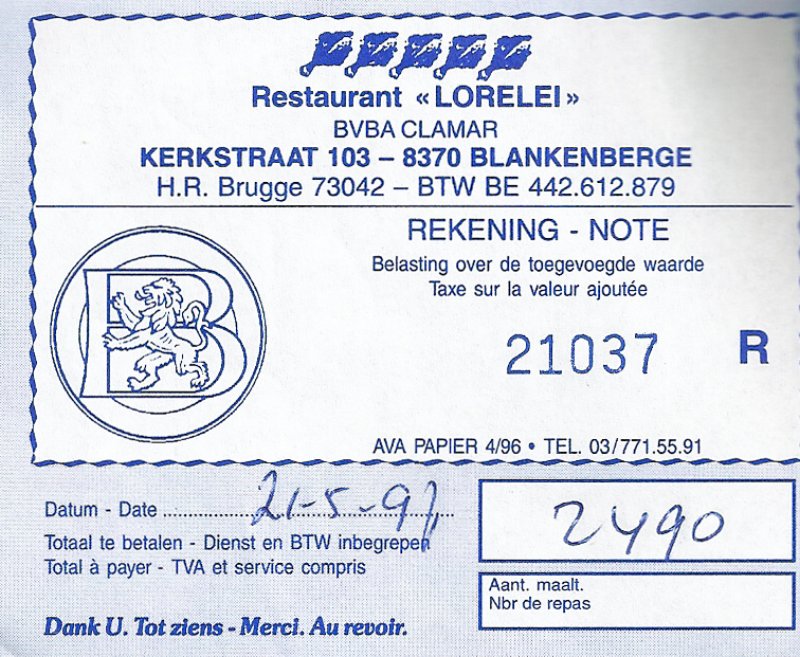 Restaurant «LORELEI»
BVBA CLAMAR
KERKSTRAAT 103 – 8370 BLANKENBERGE
H.R. Brugge 73042 – BTW BE 442.612.879
REKENING - NOTE
Belasting over de toegevoegde waarde
Taxe sur la valeur ajoutée
21037 R
B
AVA PAPIER 4/96 • TEL. 03/771.55.91
Datum - Date 21-5-97
2490
Totaal te betalen - Dienst en BTW inbegrepen
Total à payer - TVA et service compris
Aant. maalt.
Nbr de repas
Dank U. Tot ziens - Merci. Au revoir.